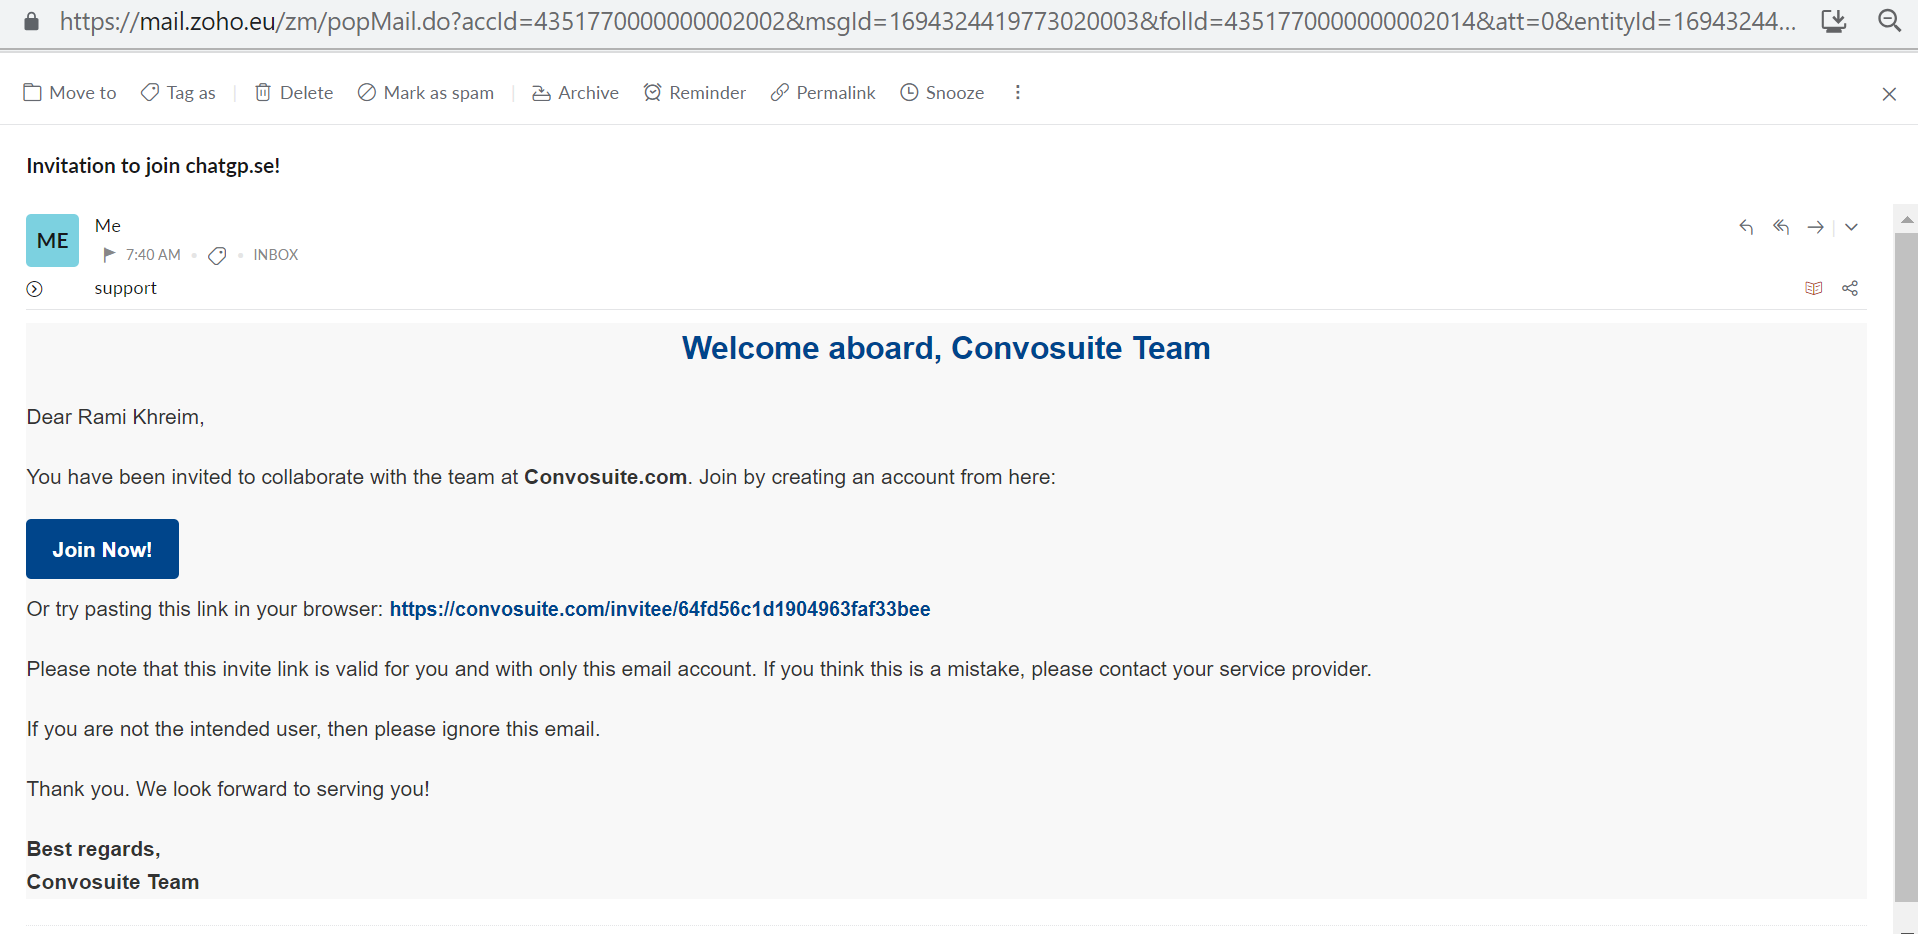 https://mail.zoho.eu/zm/popMail.do?accId=4351770000000002002&msgId=1694324419773020003&folId=4351770000000002014&att=0&entityId=16943244...
Move to Tag as Delete Mark as spam Archive Reminder Permalink Snooze
Invitation to join chatgp.se!
ME Me
7:40 AM INBOX
support
Welcome aboard, Convosuite Team
Dear Rami Khreim,
You have been invited to collaborate with the team at Convosuite.com. Join by creating an account from here:
Join Now!
Or try pasting this link in your browser: https://convosuite.com/invitee/64fd56c1d1904963faf33bee
Please note that this invite link is valid for you and with only this email account. If you think this is a mistake, please contact your service provider.
If you are not the intended user, then please ignore this email.
Thank you. We look forward to serving you!
Best regards,
Convosuite Team